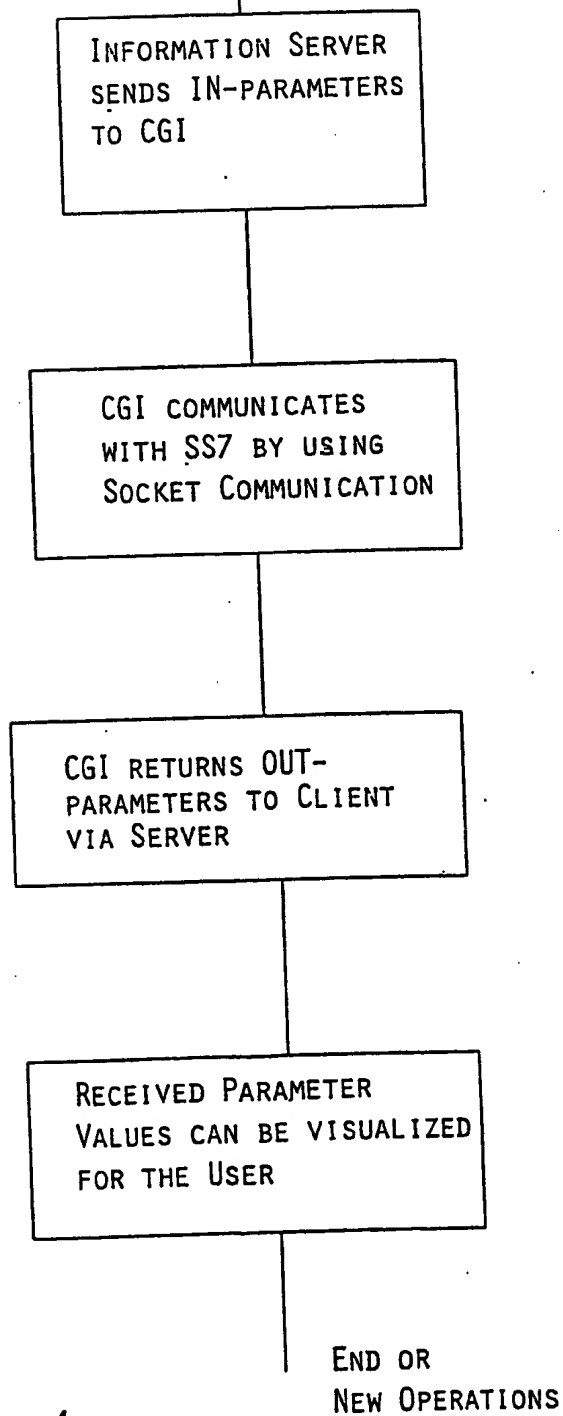 INFORMATION SERVER
SENDS IN-PARAMETERS
TO CGI
CGI COMMUNICATES
WITH SS7 BY USING
SOCKET COMMUNICATION
CGI RETURNS OUT-
PARAMETERS TO CLIENT
VIA SERVER
RECEIVED PARAMETER
VALUES CAN BE VISUALIZED
FOR THE USER
END OR
NEW OPERATIONS